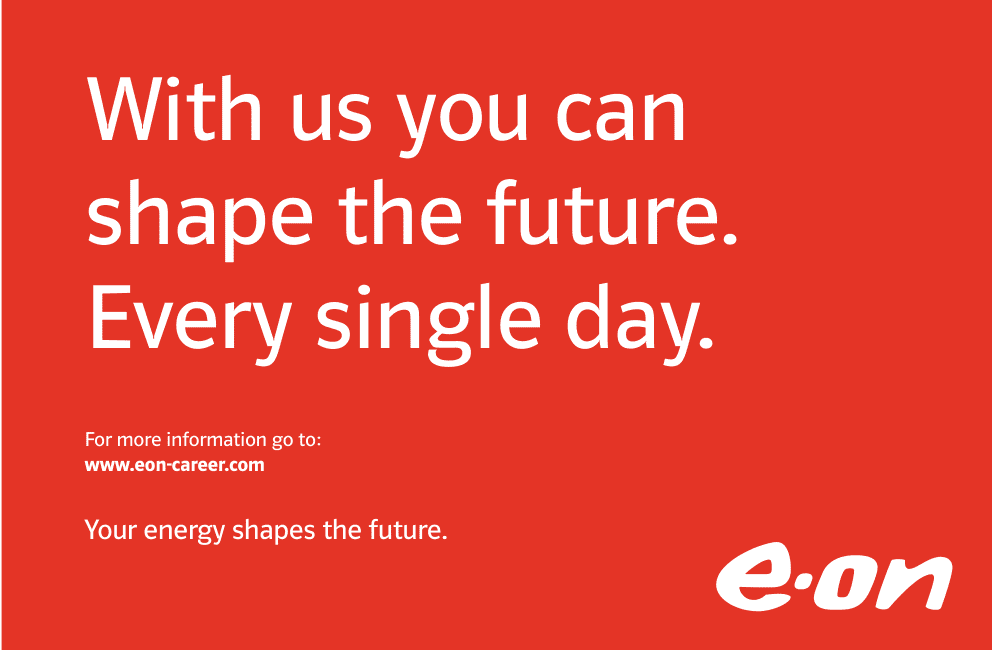 With us you can
shape the future.
Every single day.
For more information go to:
www.eon-career.com
Your energy shapes the future.
e·on